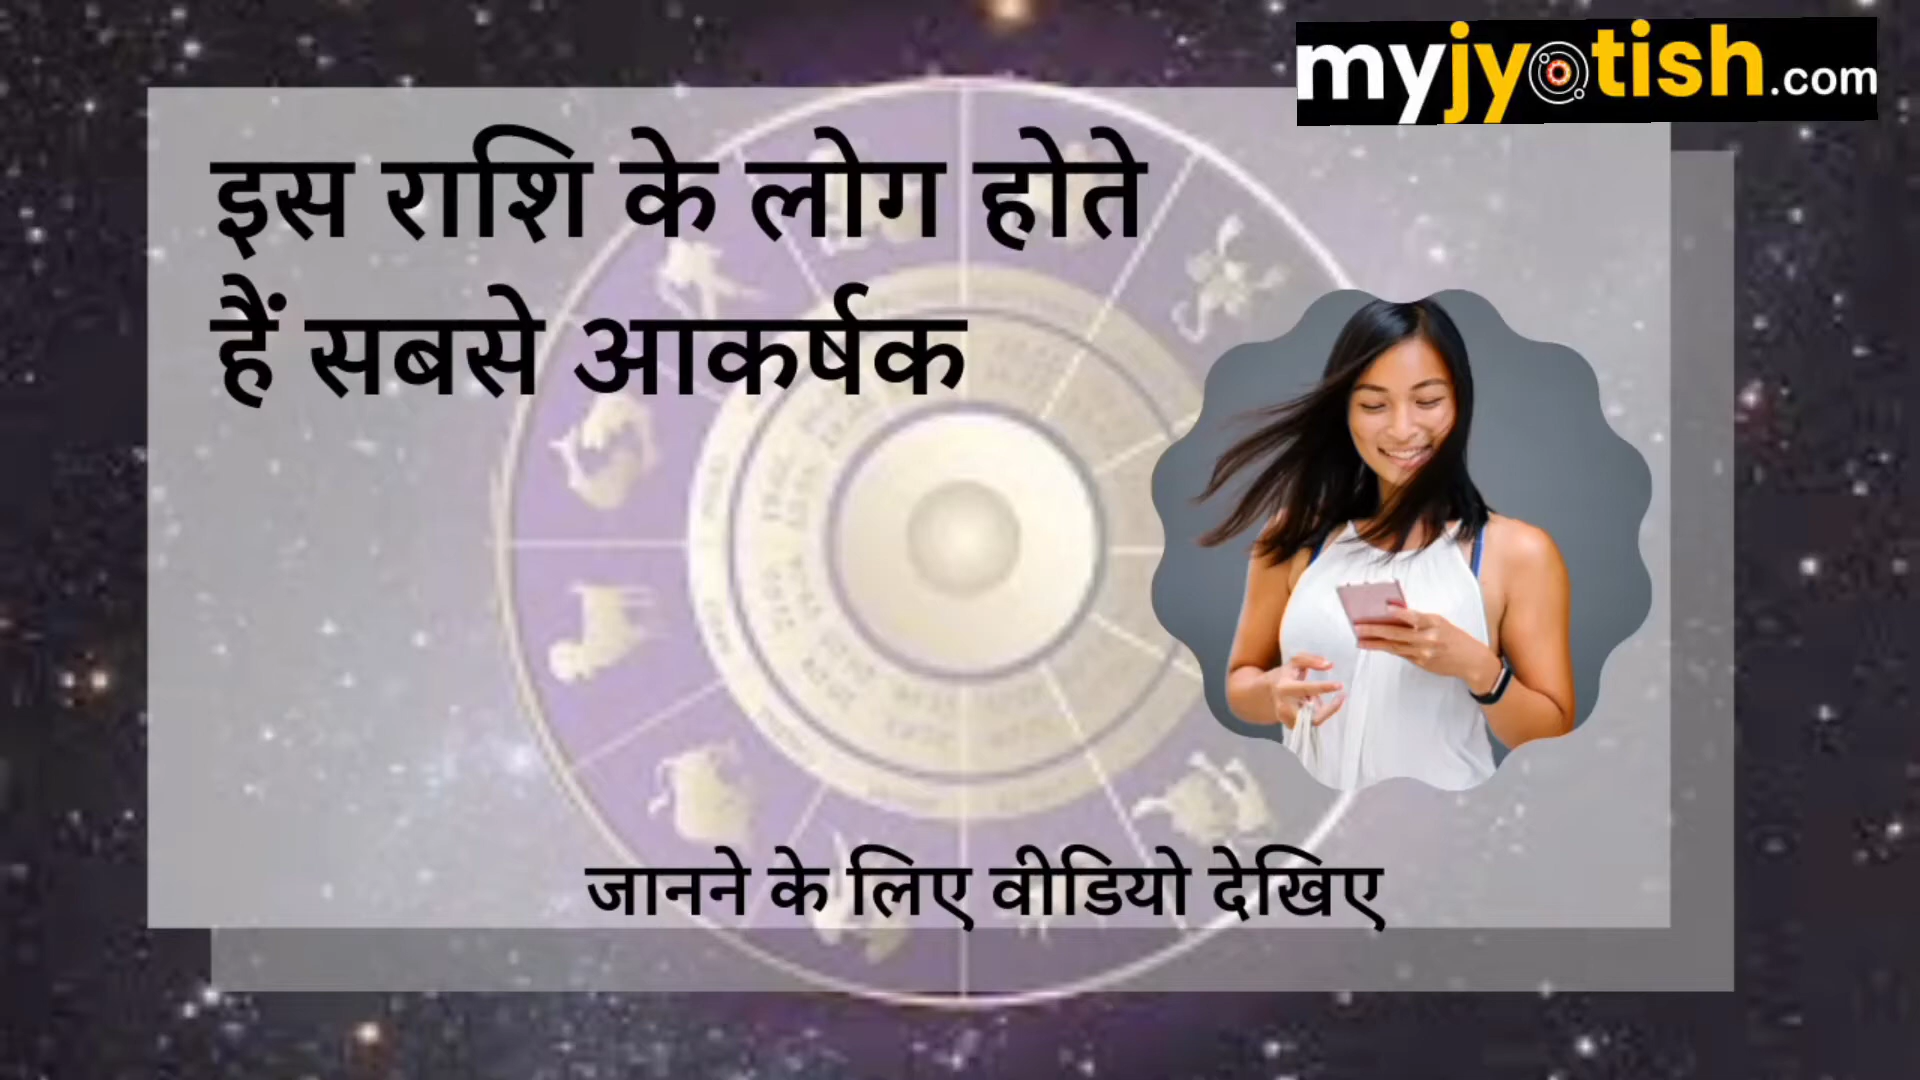 myjyotish.com
इस राशि के लोग होते
हैं सबसे आकर्षक
जानने के लिए वीडियो देखिए